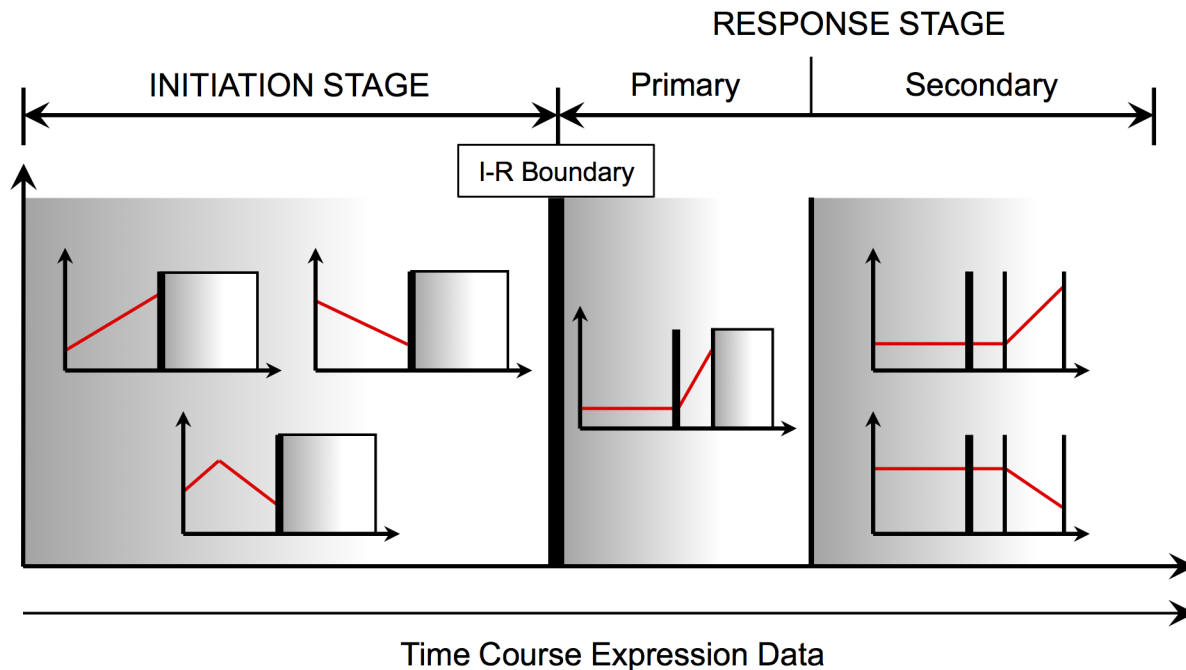 RESPONSE STAGE
INITIATION STAGE
Primary
Secondary
I-R Boundary
Time Course Expression Data